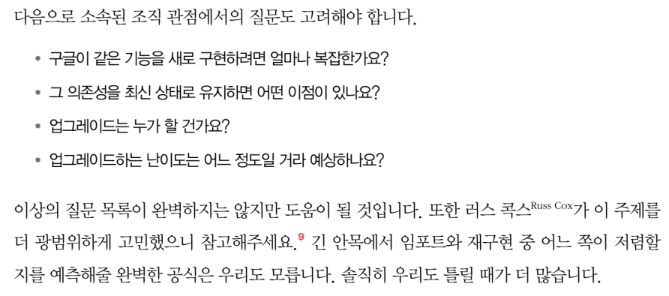 다음으로 소속된 조직 관점에서의 질문도 고려해야 합니다.
• 구글이 같은 기능을 새로 구현하려면 얼마나 복잡한가요?
• 그 의존성을 최신 상태로 유지하면 어떤 이점이 있나요?
• 업그레이드는 누가 할 건가요?
• 업그레이드하는 난이도는 어느 정도일 거라 예상하나요?
이상의 질문 목록이 완벽하지는 않지만 도움이 될 것입니다. 또한 러스 콕스Russ Cox가 이 주제를
더 광범위하게 고민했으니 참고해주세요.9 긴 안목에서 임포트와 재구현 중 어느 쪽이 저렴할
지를 예측해줄 완벽한 공식은 우리도 모릅니다. 솔직히 우리도 틀릴 때가 더 많습니다.